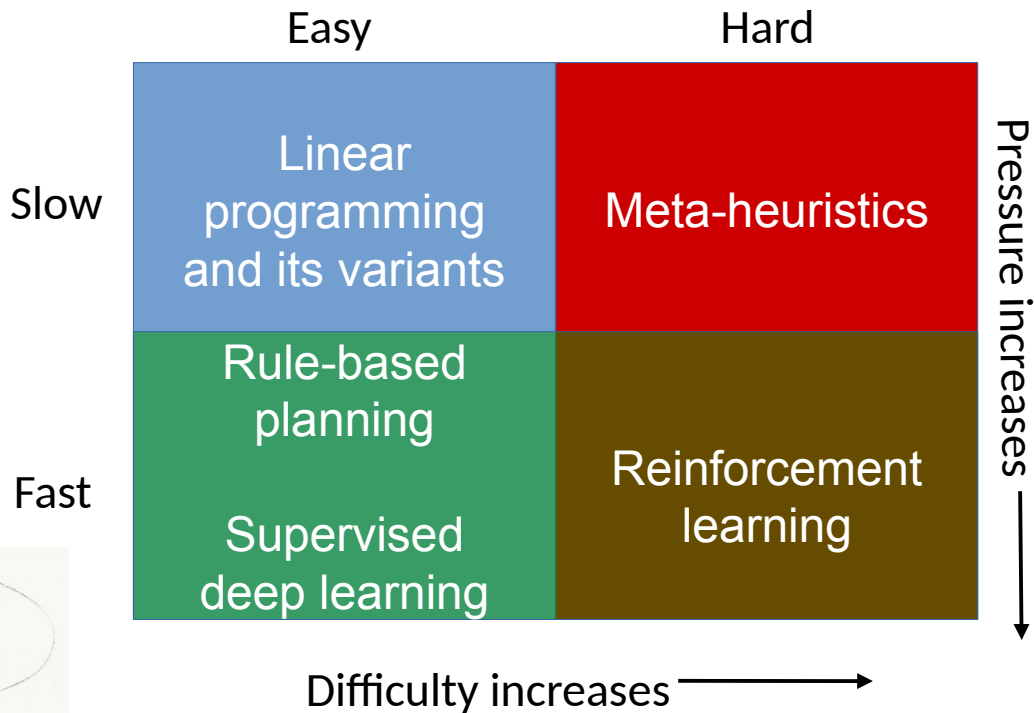 Easy
Hard
Slow
Linear
programming
and its variants
Meta-heuristics
Pressure increases
Fast
Rule-based
planning
Supervised
deep learning
Reinforcement
learning
Difficulty increases